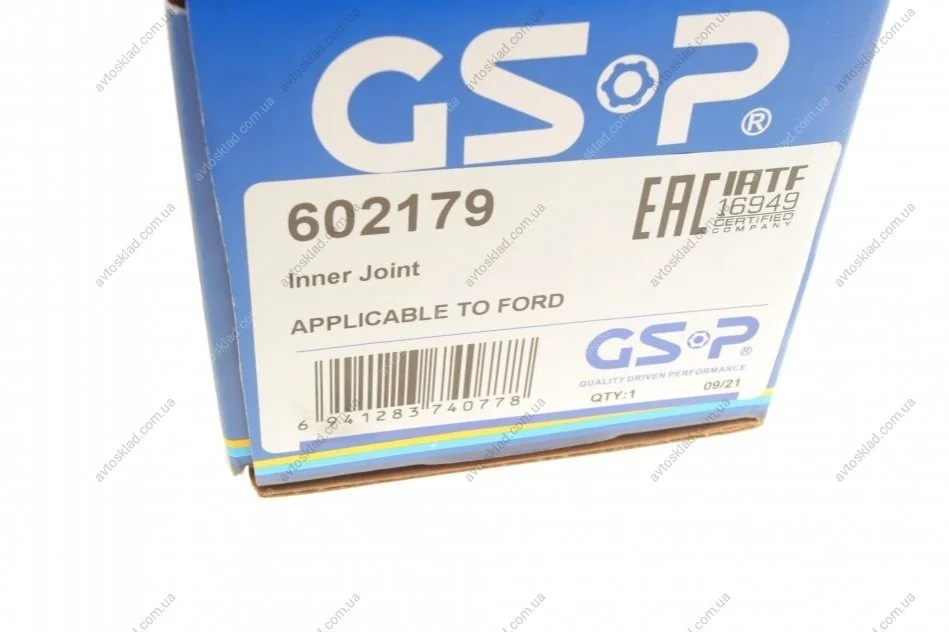 GSP®
602179
EAC IATF
16949
CERTIFIED
COMPANY
Inner Joint
APPLICABLE TO FORD
GSP®
QUALITY DRIVEN PERFORMANCE
QTY:1 09/21
6 941283 740778
avtosklad.com.ua